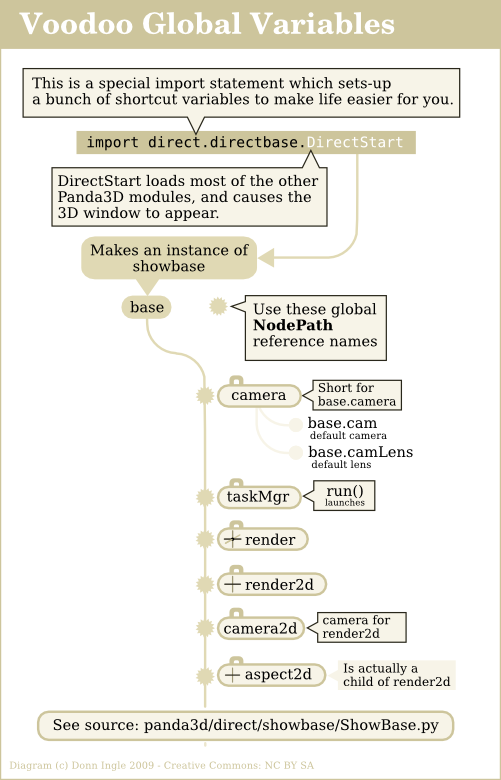 Voodoo Global Variables
This is a special import statement which sets-up
a bunch of shortcut variables to make life easier for you.
import direct.directbase.DirectStart
DirectStart loads most of the other
Panda3D modules, and causes the
3D window to appear.
Makes an instance of
showbase
base
Use these global
NodePath
reference names
camera
Short for
base.camera
base.cam
default camera
base.camLens
default lens
taskMgr
run()
launches
render
render2d
camera2d
camera for
render2d
aspect2d
Is actually a
child of render2d
See source: panda3d/direct/showbase/ShowBase.py
Diagram (c) Donn Ingle 2009 - Creative Commons: NC BY SA